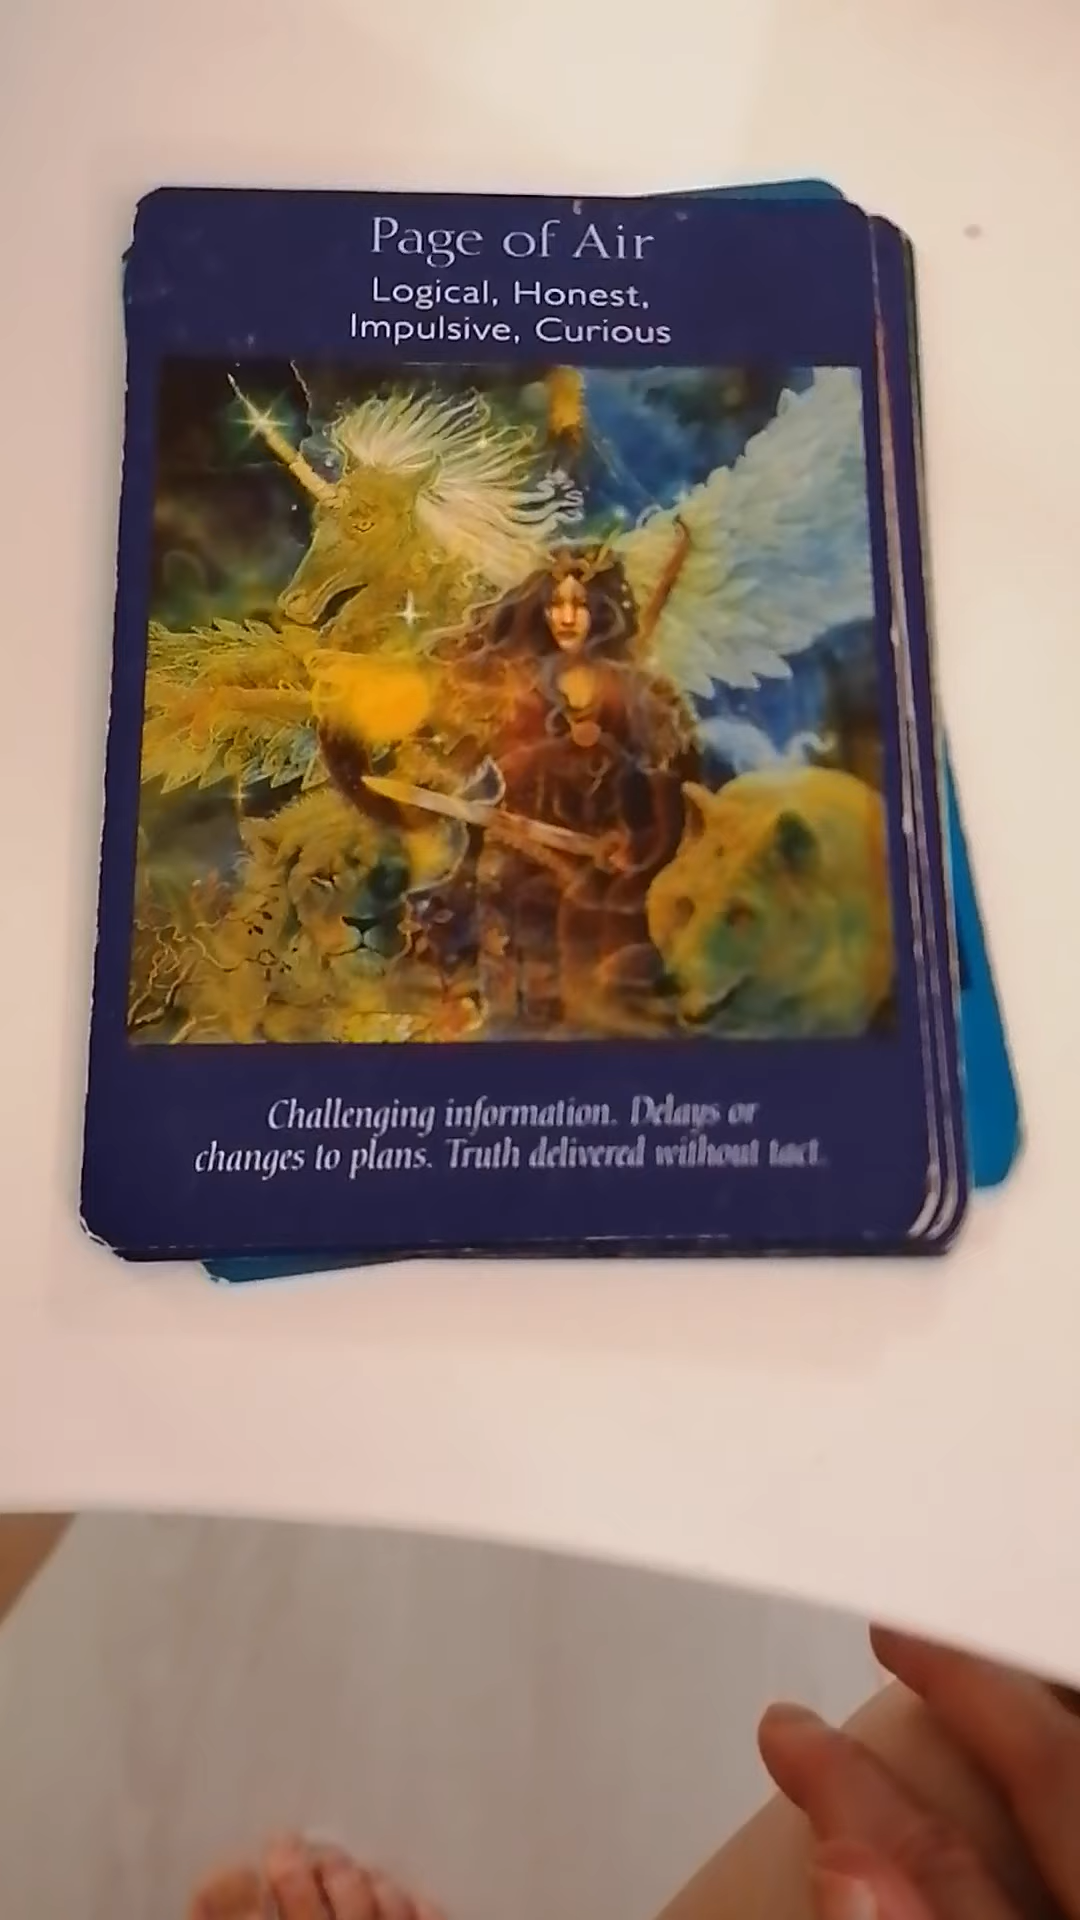 Page of Air
Logical, Honest,
Impulsive, Curious
Challenging information. Delays or
changes to plans. Truth delivered without tact.